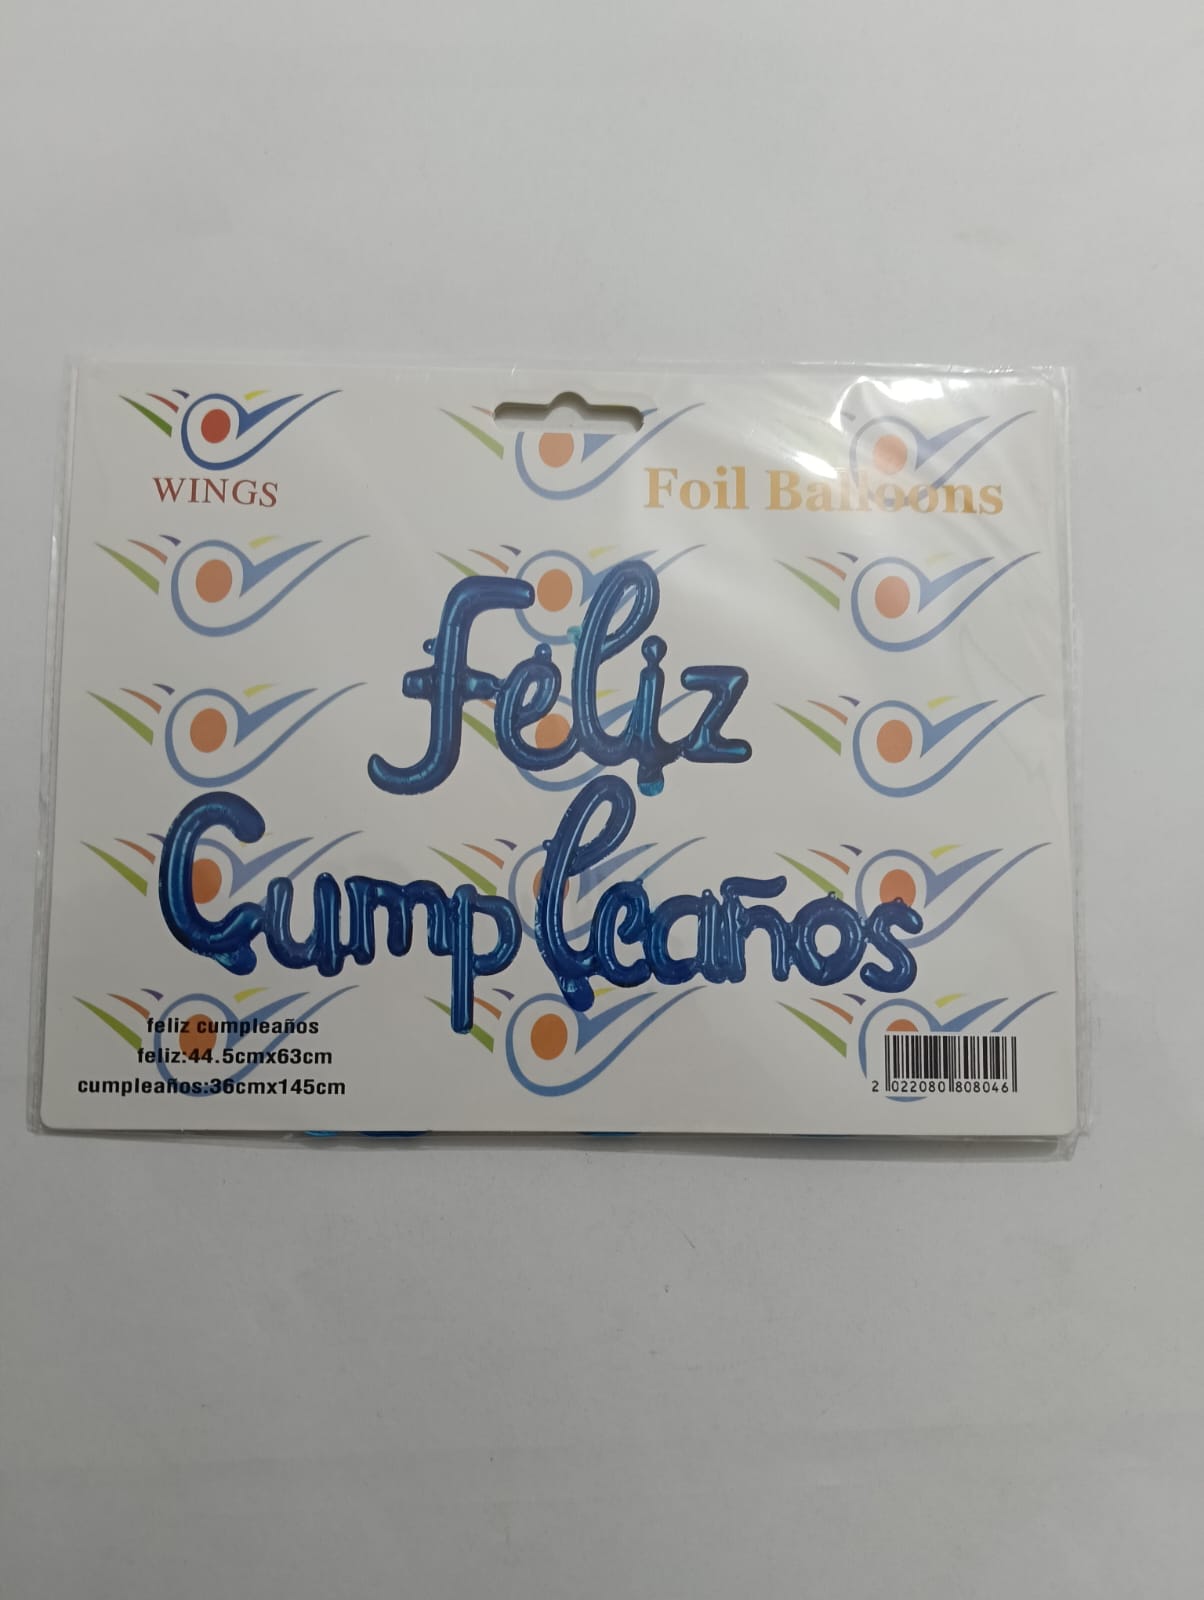 WINGS
Foil Balloons
feliz
Cumpleaños
feliz cumpleaños
feliz:44.5cmx63cm
cumpleaños:36cmx145cm
2 022080 808046